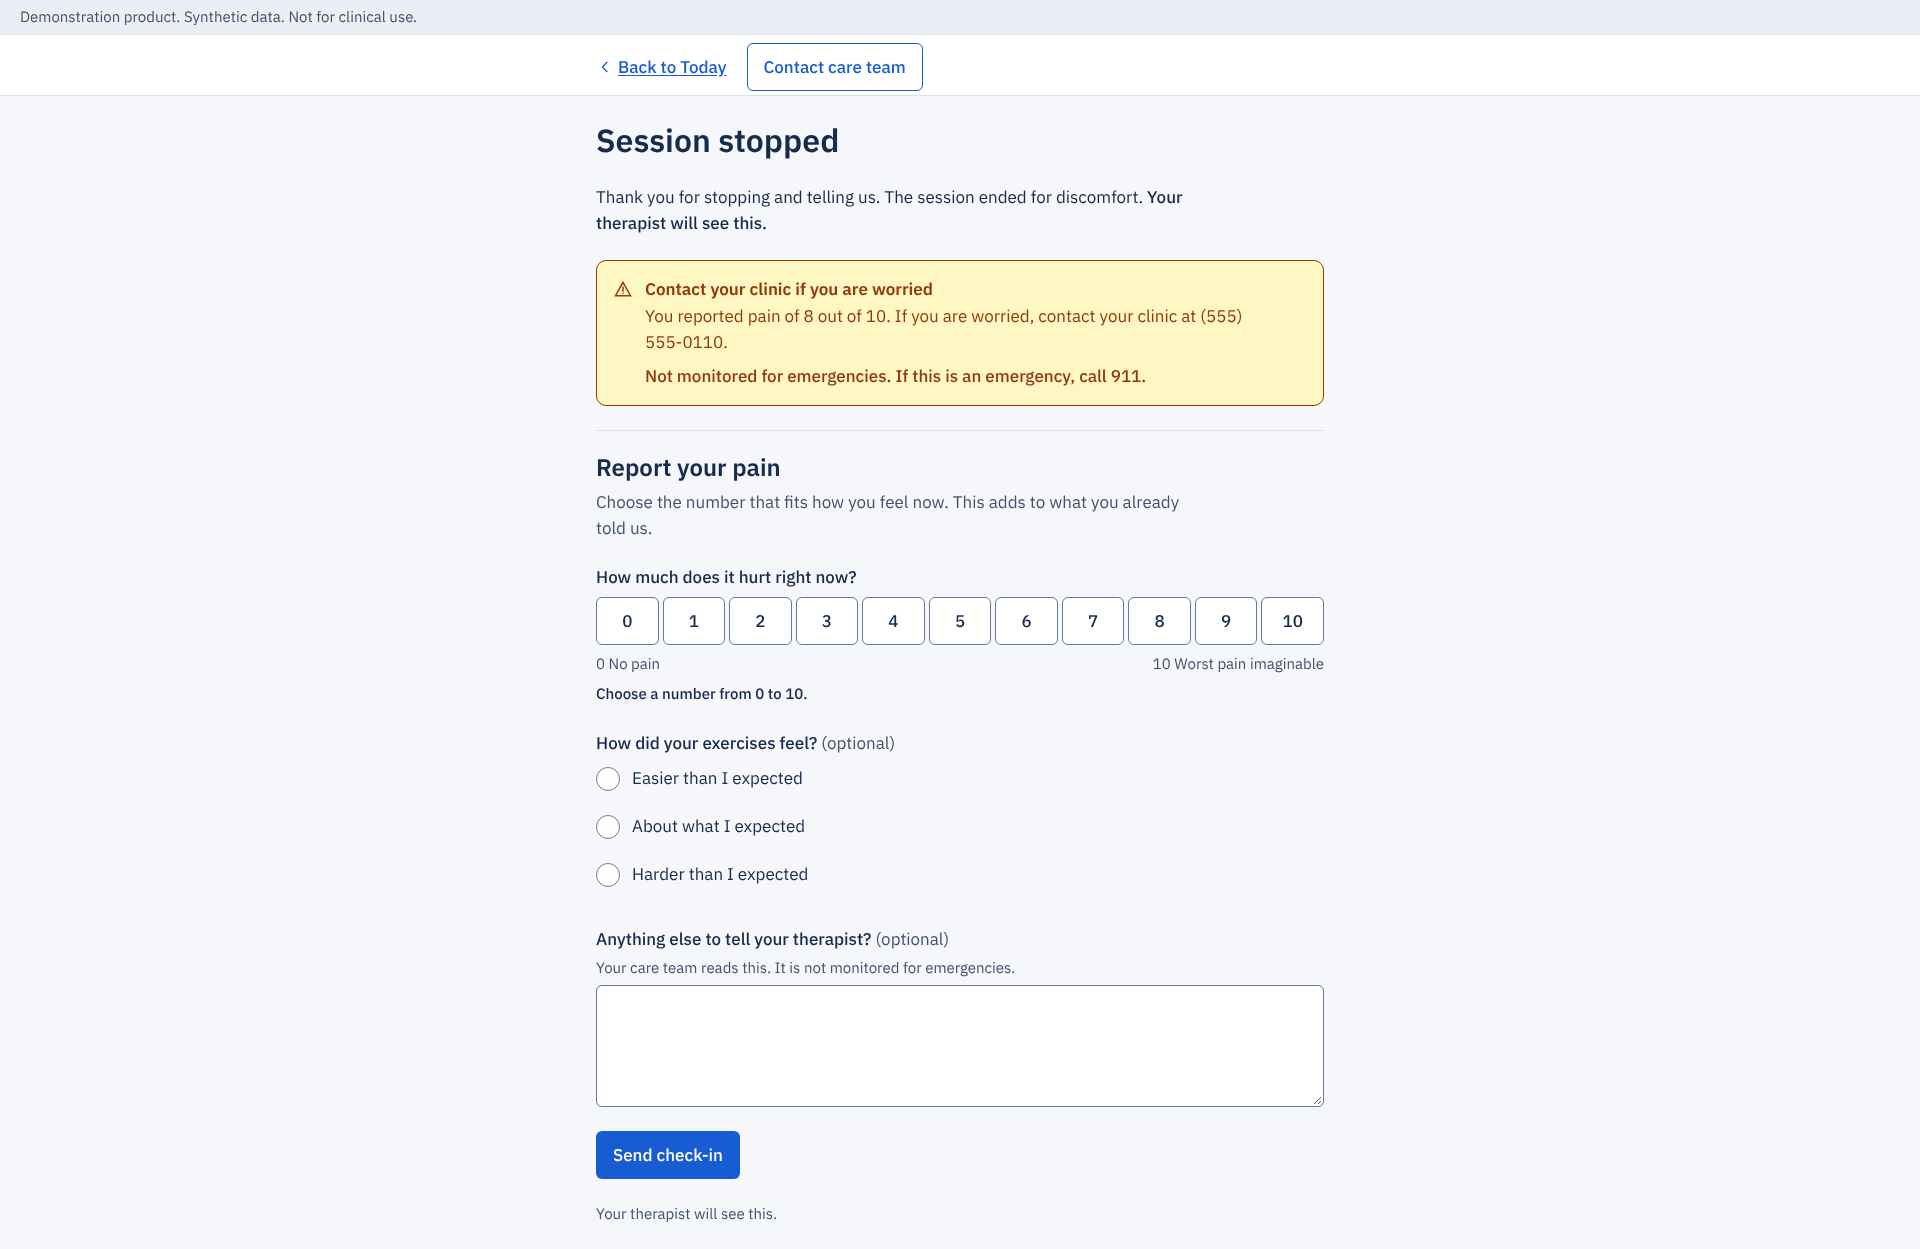 Demonstration product. Synthetic data. Not for clinical use.
Back to Today
Contact care team
Session stopped
Thank you for stopping and telling us. The session ended for discomfort. Your
therapist will see this.
Contact your clinic if you are worried
You reported pain of 8 out of 10. If you are worried, contact your clinic at (555)
555-0110.
Not monitored for emergencies. If this is an emergency, call 911.
Report your pain
Choose the number that fits how you feel now. This adds to what you already
told us.
How much does it hurt right now?
0 1 2 3 4 5 6 7 8 9 10
0 No pain 10 Worst pain imaginable
Choose a number from 0 to 10.
How did your exercises feel? (optional)
Easier than I expected
About what I expected
Harder than I expected
Anything else to tell your therapist? (optional)
Your care team reads this. It is not monitored for emergencies.
Send check-in
Your therapist will see this.